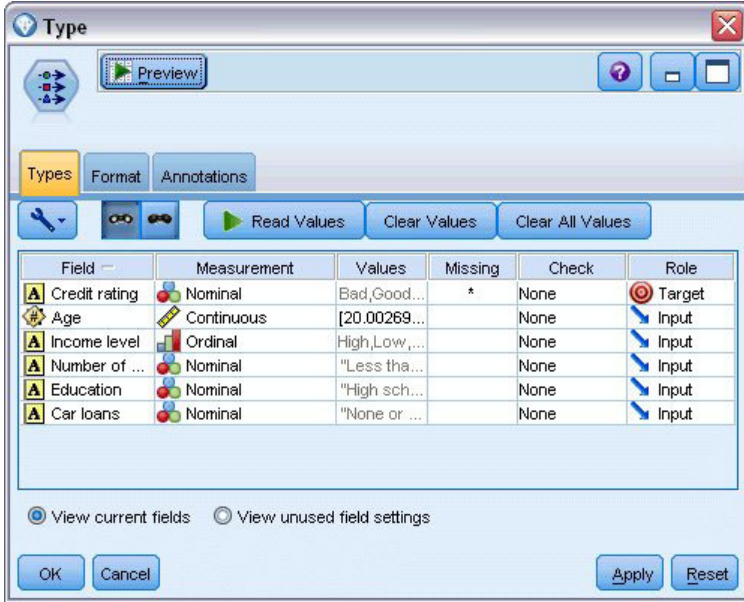 Type
Preview
Types Format Annotations
Read Values Clear Values Clear All Values
Field Measurement Values Missing Check Role
A Credit rating Nominal Bad,Good... * None Target
# Age Continuous [20.00269... None Input
A Income level Ordinal High,Low,... None Input
A Number of ... Nominal "Less tha... None Input
A Education Nominal "High sch... None Input
A Car loans Nominal "None or ... None Input
View current fields View unused field settings
OK Cancel Apply Reset